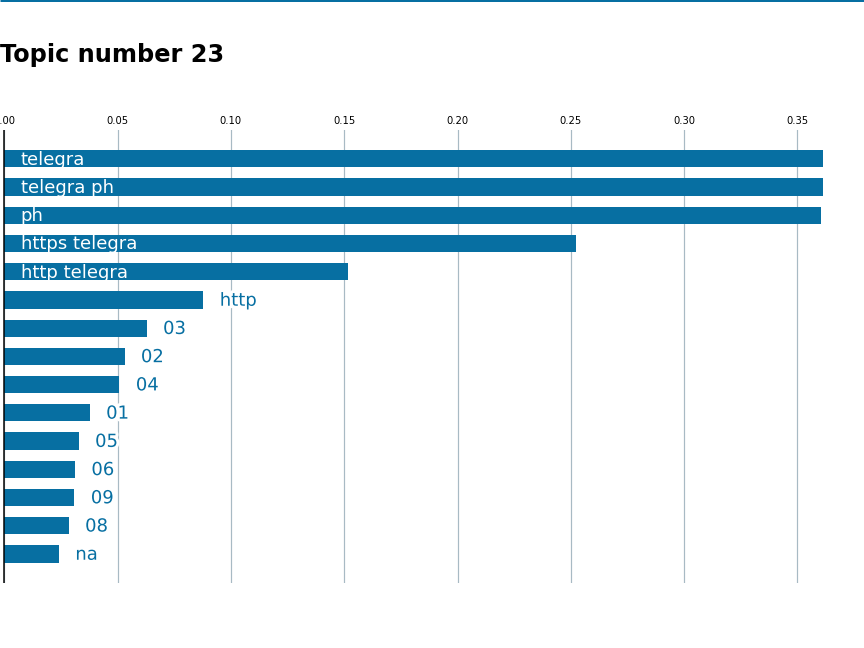 Topic number 23
.00 0.05 0.10 0.15 0.20 0.25 0.30 0.35
telegra
telegra ph
ph
https telegra
http telegra
http
03
02
04
01
05
06
09
08
na